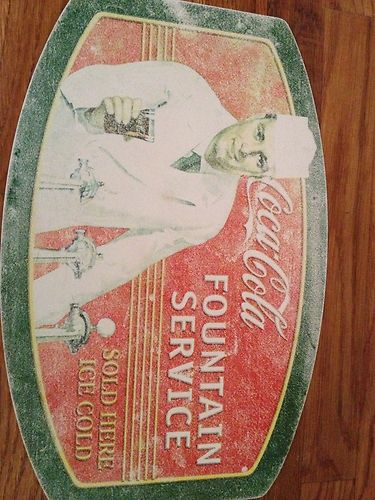 Coca-Cola
FOUNTAIN
SERVICE
SOLD HERE
ICE COLD